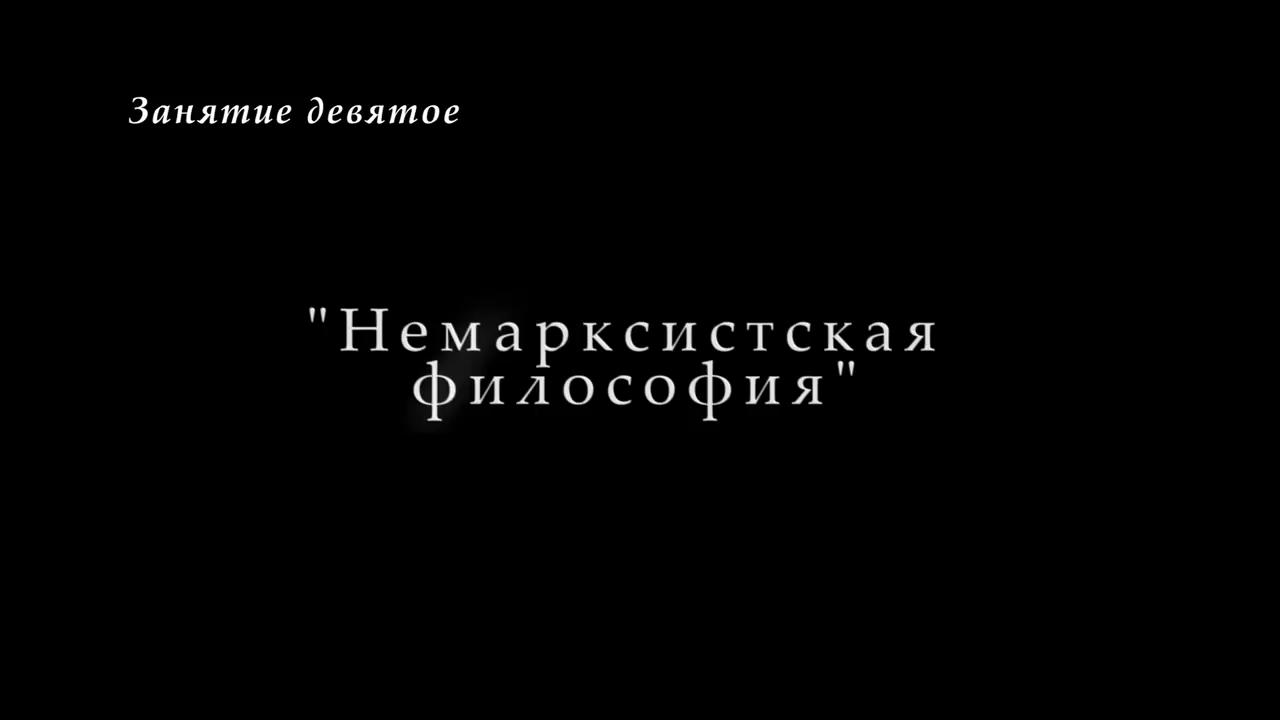 Занятие девятое
"Немарксистская
философия"